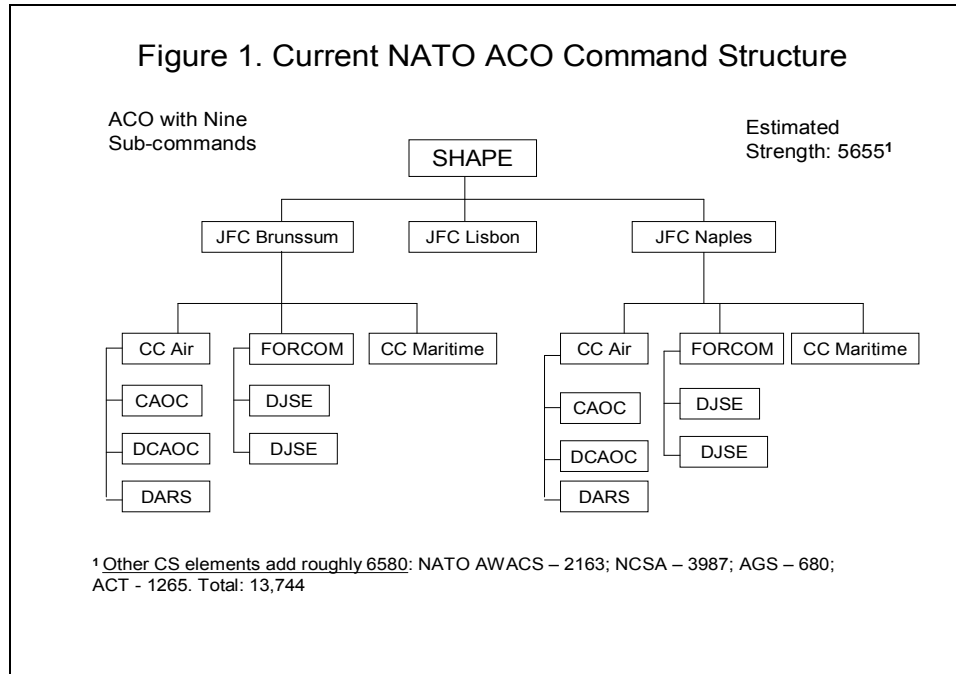 Figure 1. Current NATO ACO Command Structure
ACO with Nine
Sub-commands
Estimated
Strength: 5655¹
SHAPE
JFC Brunssum
JFC Lisbon
JFC Naples
CC Air
FORCOM
CC Maritime
CC Air
FORCOM
CC Maritime
CAOC
DJSE
CAOC
DJSE
DCAOC
DJSE
DCAOC
DJSE
DARS
DARS
¹ Other CS elements add roughly 6580: NATO AWACS – 2163; NCSA – 3987; AGS – 680;
ACT - 1265. Total: 13,744